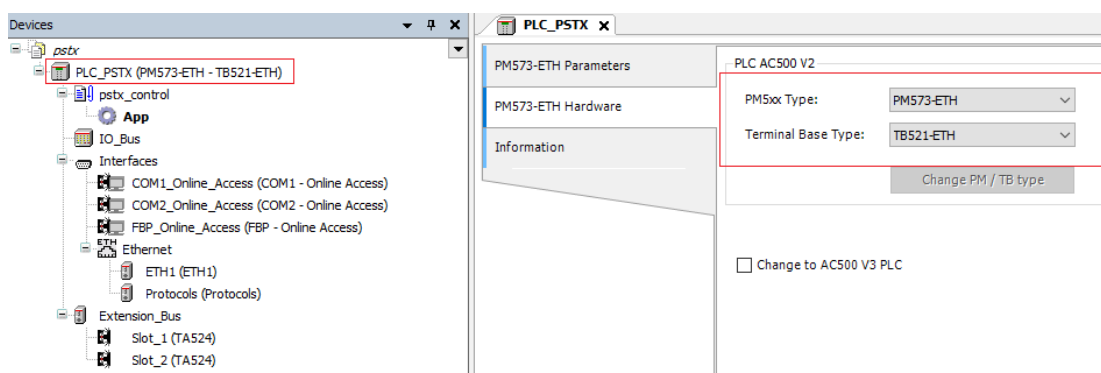 Devices
pstx
PLC_PSTX (PM573-ETH - TB521-ETH)
pstx_control
App
IO_Bus
Interfaces
COM1_Online_Access (COM1 - Online Access)
COM2_Online_Access (COM2 - Online Access)
FBP_Online_Access (FBP - Online Access)
ETH
Ethernet
ETH1 (ETH1)
Protocols (Protocols)
Extension_Bus
Slot_1 (TA524)
Slot_2 (TA524)
PLC_PSTX
PM573-ETH Parameters
PM573-ETH Hardware
Information
PLC AC500 V2
PM5xx Type: PM573-ETH
Terminal Base Type: TB521-ETH
Change PM / TB type
Change to AC500 V3 PLC